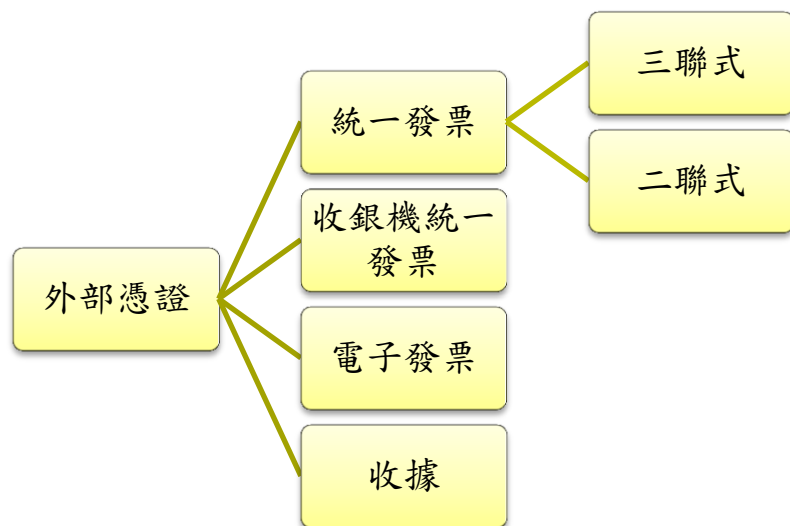 外部憑證
統一發票
三聯式
二聯式
收銀機統一
發票
電子發票
收據